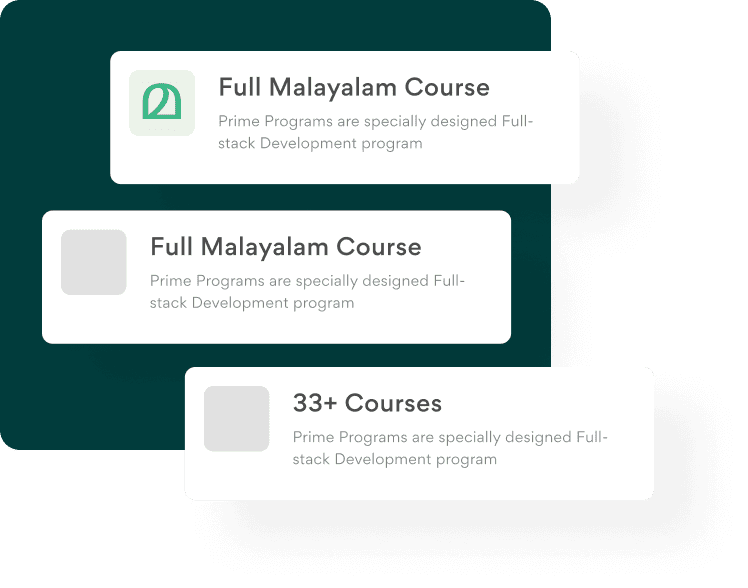 മ
Full Malayalam Course
Prime Programs are specially designed Full-
stack Development program
Full Malayalam Course
Prime Programs are specially designed Full-
stack Development program
33+ Courses
Prime Programs are specially designed Full-
stack Development program